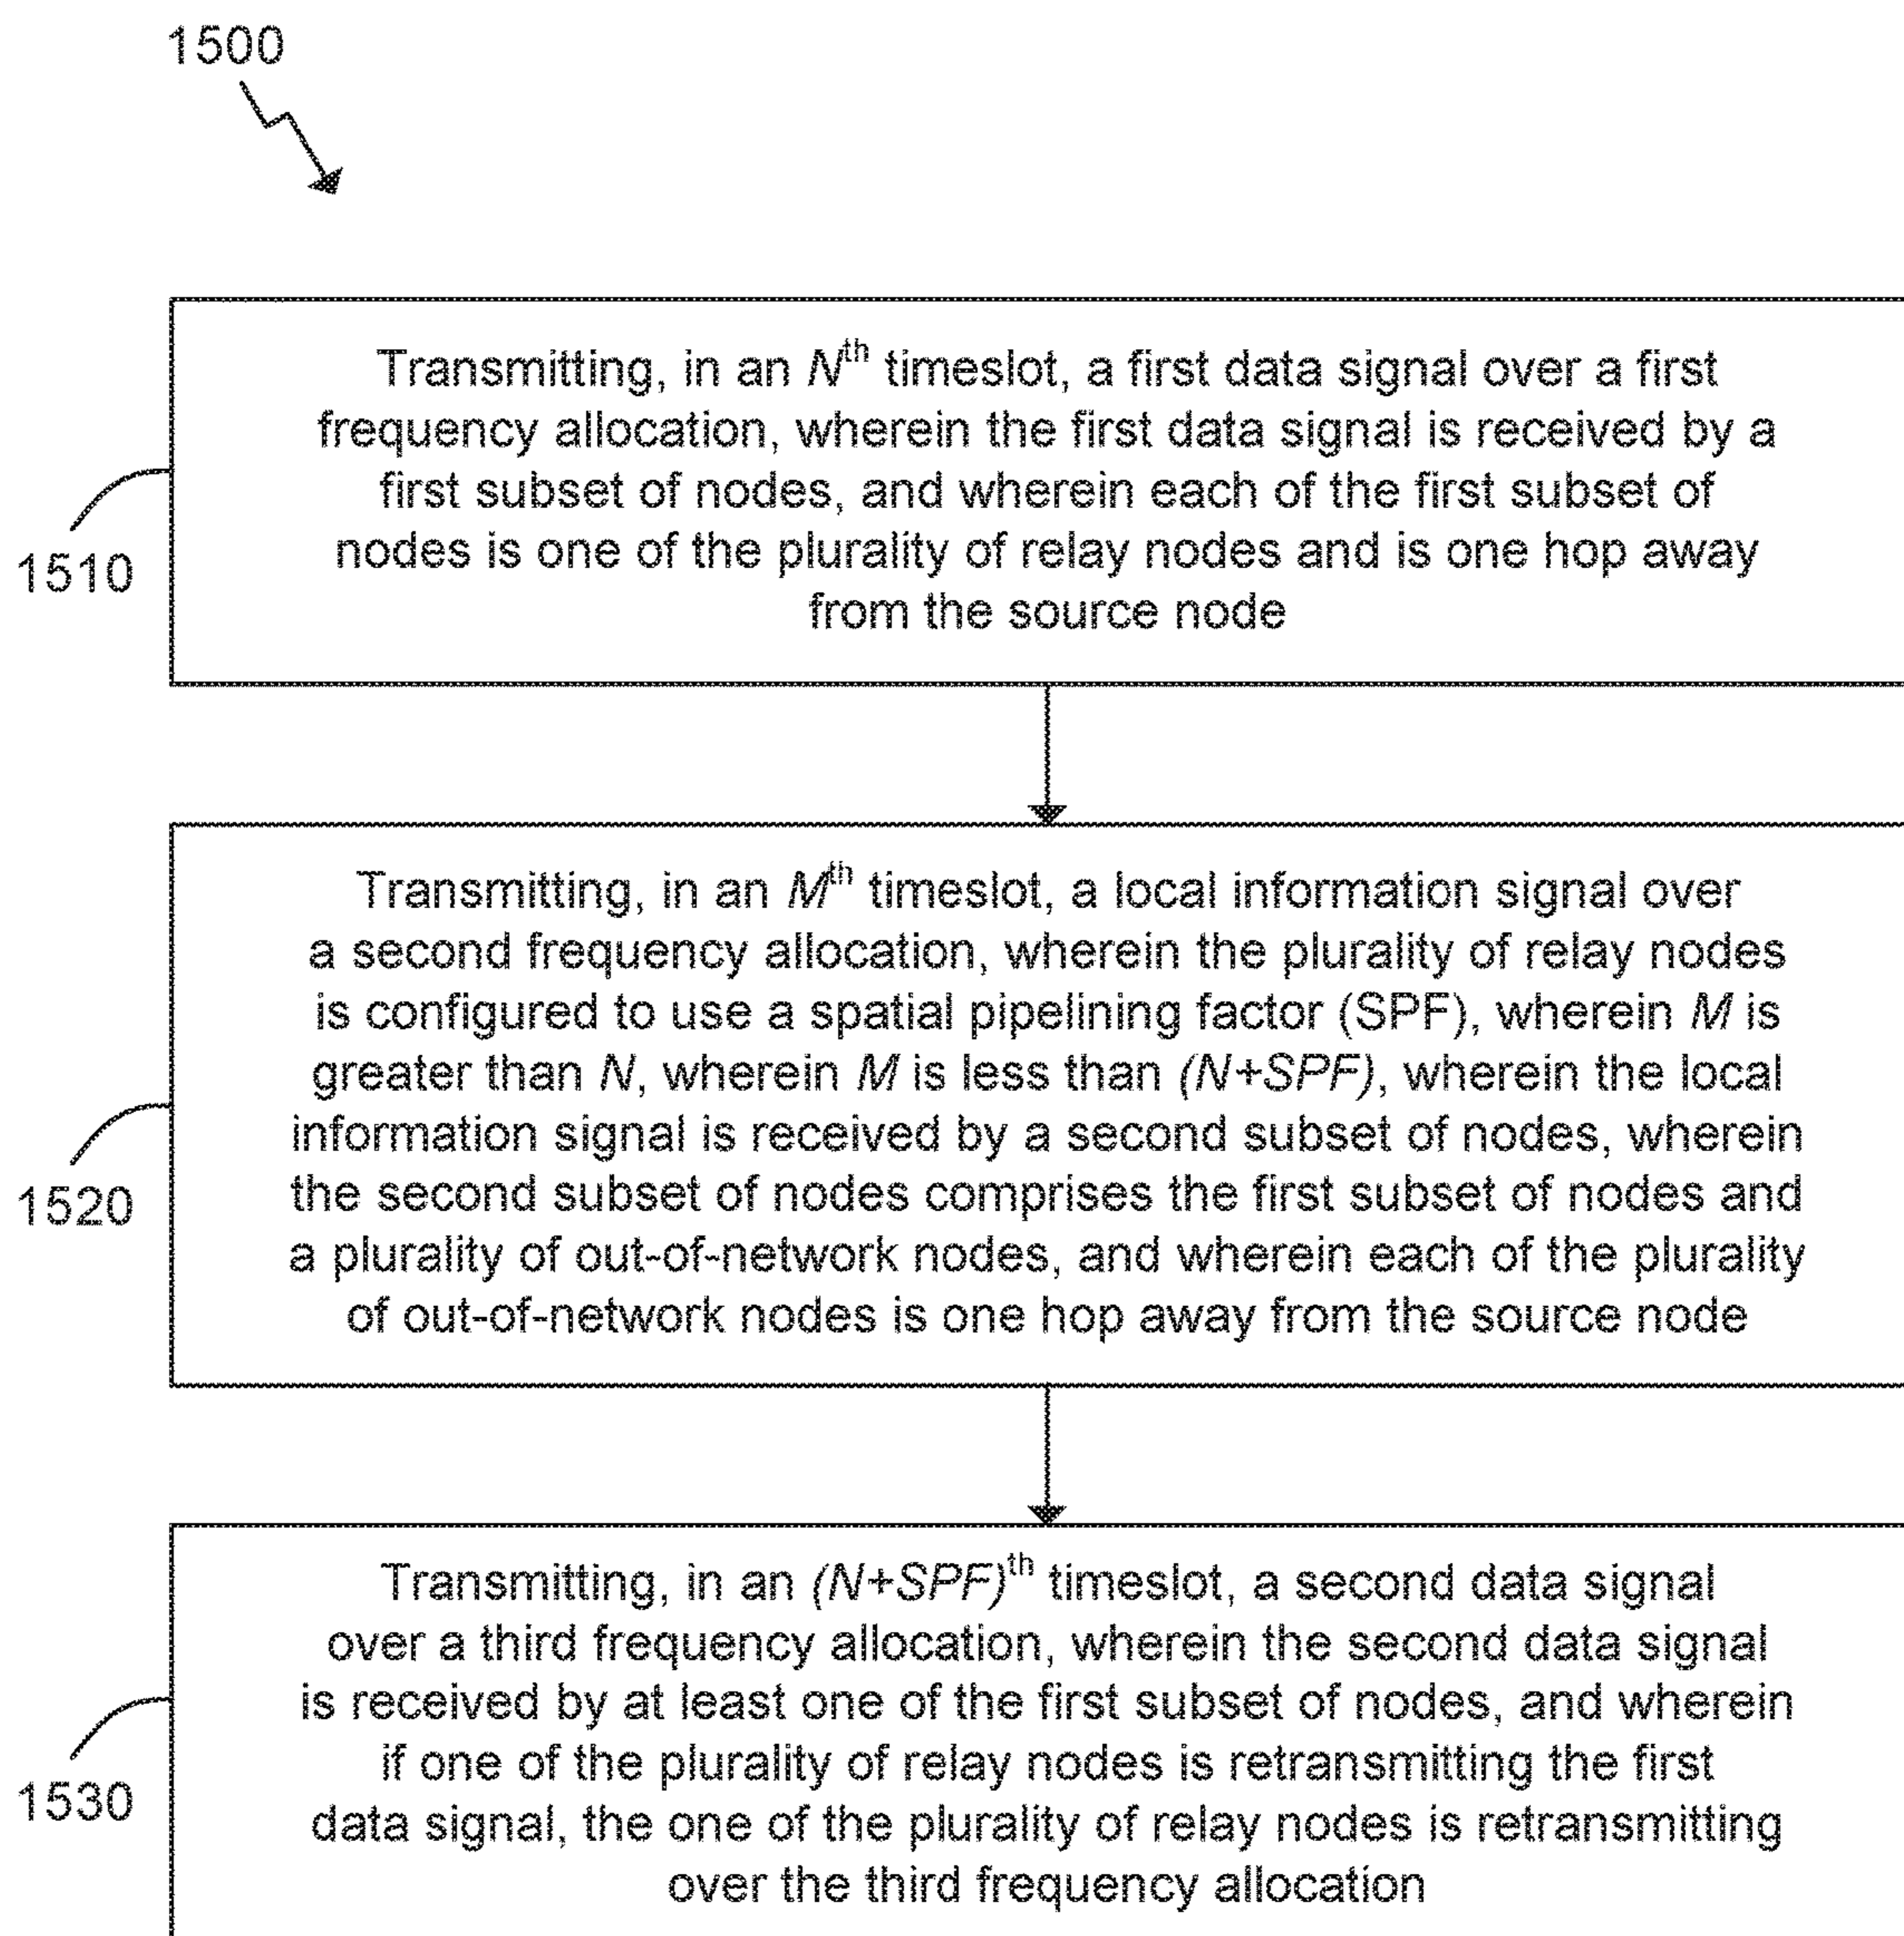 1500
Transmitting, in an Nth timeslot, a first data signal over a first
frequency allocation, wherein the first data signal is received by a
first subset of nodes, and wherein each of the first subset of
nodes is one of the plurality of relay nodes and is one hop away
from the source node
1510
Transmitting, in an Mth timeslot, a local information signal over
a second frequency allocation, wherein the plurality of relay nodes
is configured to use a spatial pipelining factor (SPF), wherein M is
greater than N, wherein M is less than (N+SPF), wherein the local
information signal is received by a second subset of nodes, wherein
the second subset of nodes comprises the first subset of nodes and
a plurality of out-of-network nodes, and wherein each of the plurality
of out-of-network nodes is one hop away from the source node
1520
Transmitting, in an (N+SPF)th timeslot, a second data signal
over a third frequency allocation, wherein the second data signal
is received by at least one of the first subset of nodes, and wherein
if one of the plurality of relay nodes is retransmitting the first
data signal, the one of the plurality of relay nodes is retransmitting
over the third frequency allocation
1530